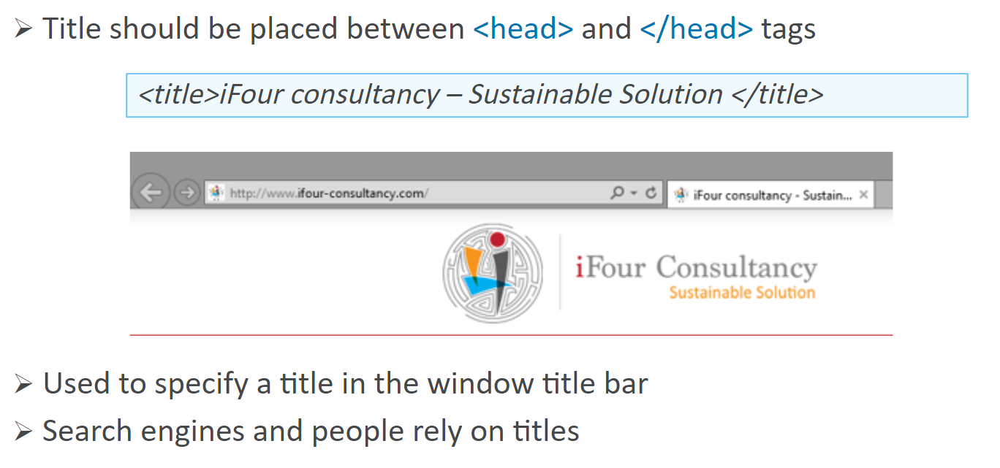 Title should be placed between <head> and </head> tags
<title>iFour consultancy – Sustainable Solution </title>
http://www.ifour-consultancy.com/
iFour consultancy - Sustain...
iFour Consultancy
Sustainable Solution
Used to specify a title in the window title bar
Search engines and people rely on titles